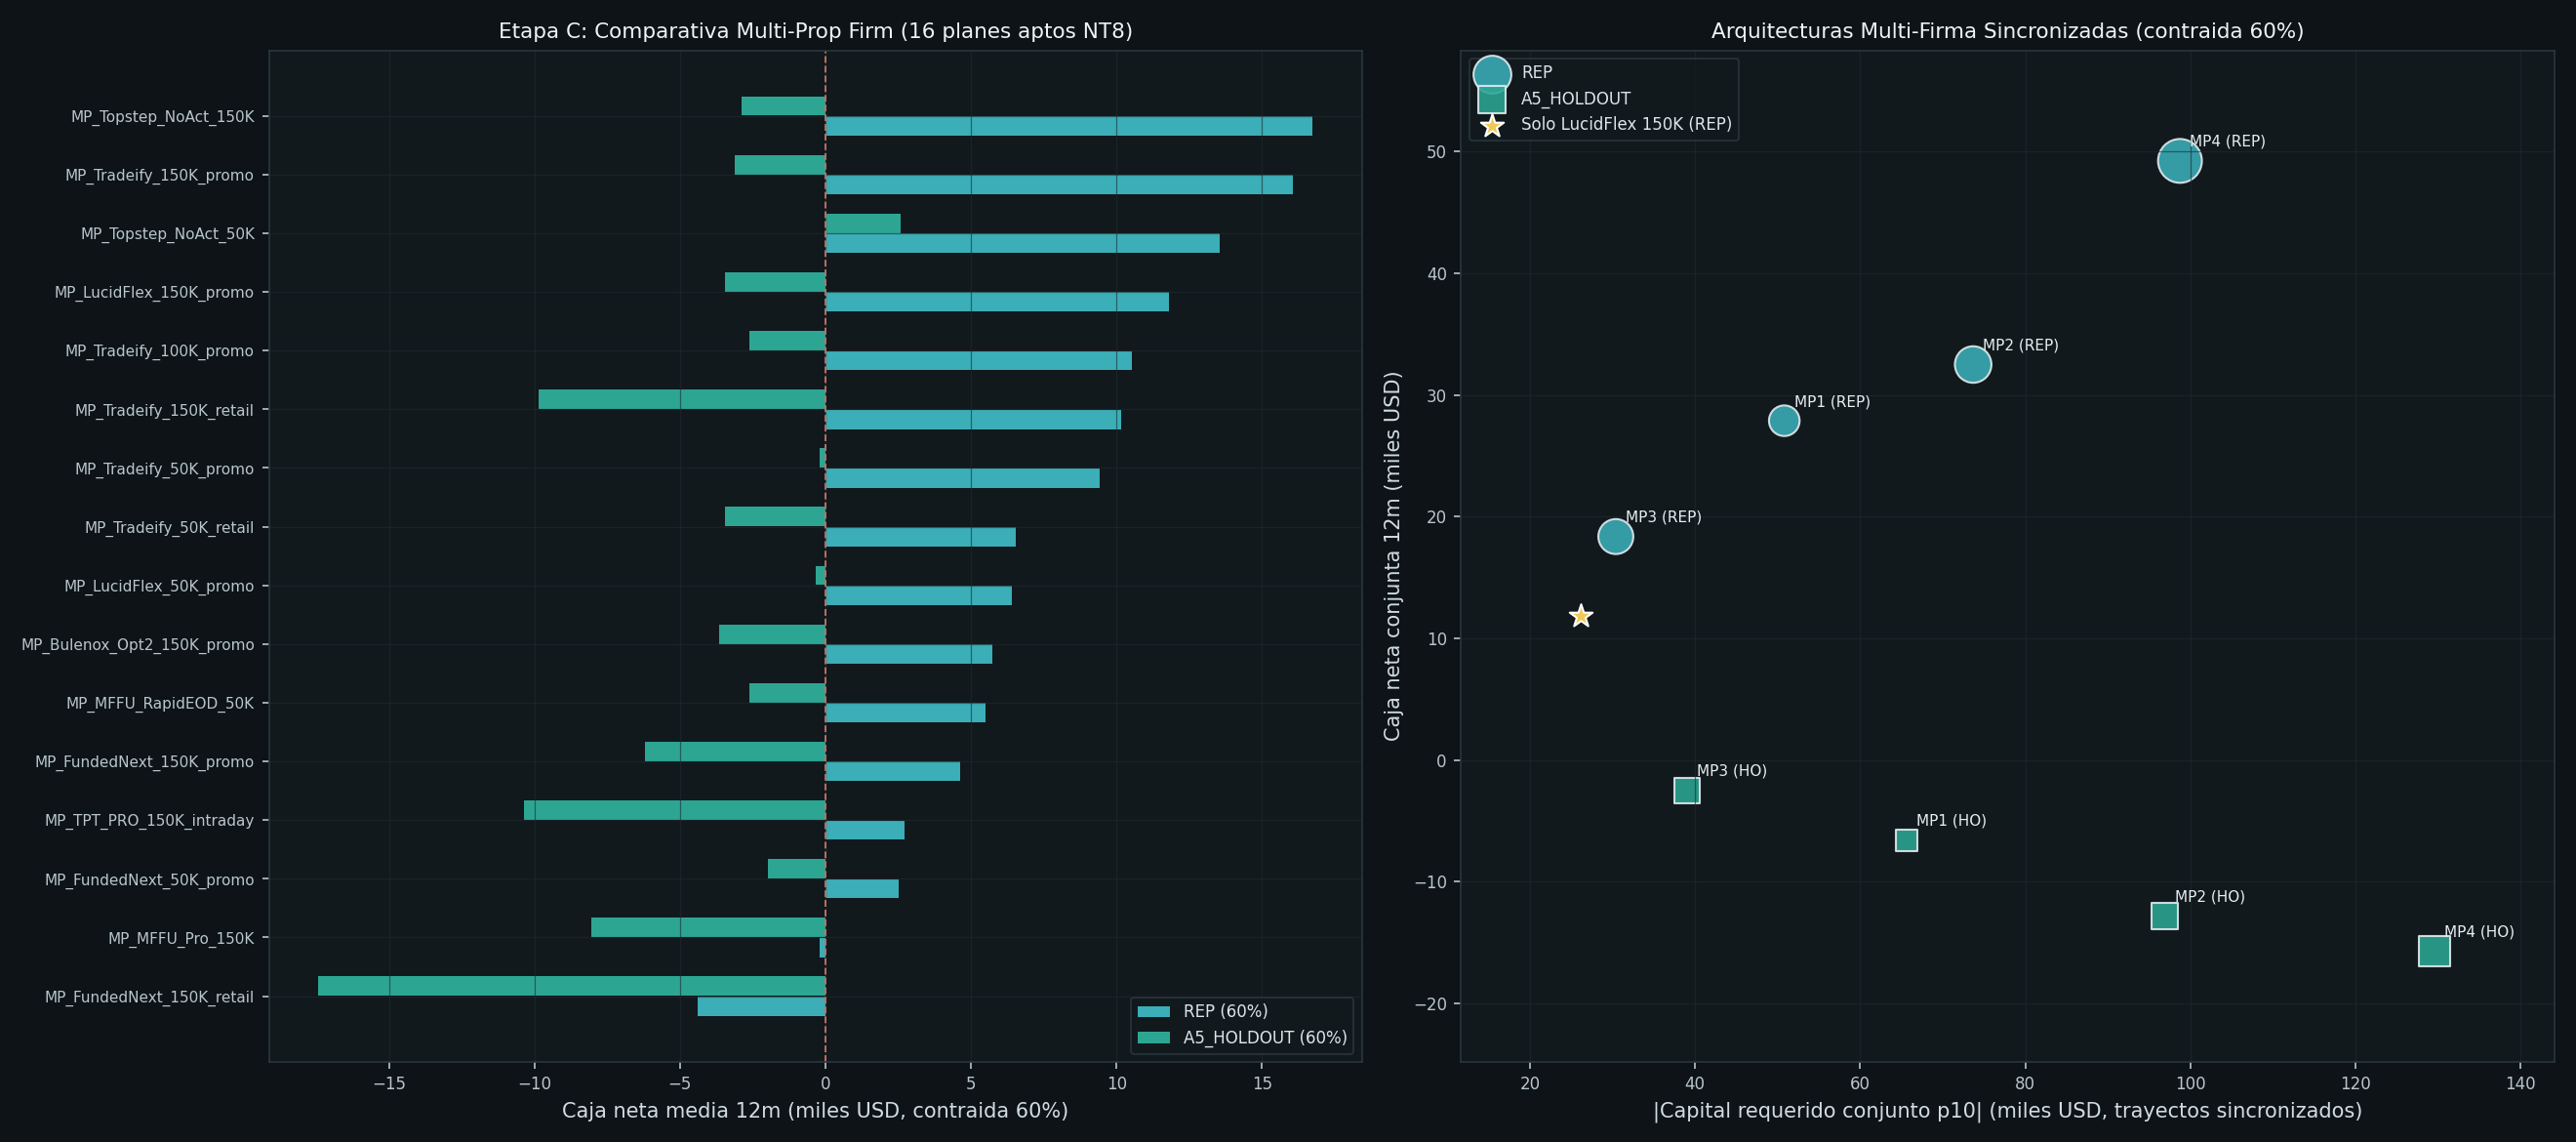 Etapa C: Comparativa Multi-Prop Firm (16 planes aptos NT8)
MP_Topstep_NoAct_150K
MP_Tradeify_150K_promo
MP_Topstep_NoAct_50K
MP_LucidFlex_150K_promo
MP_Tradeify_100K_promo
MP_Tradeify_150K_retail
MP_Tradeify_50K_promo
MP_Tradeify_50K_retail
MP_LucidFlex_50K_promo
MP_Bulenox_Opt2_150K_promo
MP_MFFU_RapidEOD_50K
MP_FundedNext_150K_promo
MP_TPT_PRO_150K_intraday
MP_FundedNext_50K_promo
MP_MFFU_Pro_150K
MP_FundedNext_150K_retail
REP (60%)
A5_HOLDOUT (60%)
−15 −10 −5 0 5 10 15
Caja neta media 12m (miles USD, contraida 60%)
Arquitecturas Multi-Firma Sincronizadas (contraida 60%)
REP
A5_HOLDOUT
Solo LucidFlex 150K (REP)
Caja neta conjunta 12m (miles USD)
50
40
30
20
10
0
−10
−20
MP4 (REP)
MP2 (REP)
MP1 (REP)
MP3 (REP)
MP3 (HO)
MP1 (HO)
MP2 (HO)
MP4 (HO)
20 40 60 80 100 120 140
|Capital requerido conjunto p10| (miles USD, trayectos sincronizados)